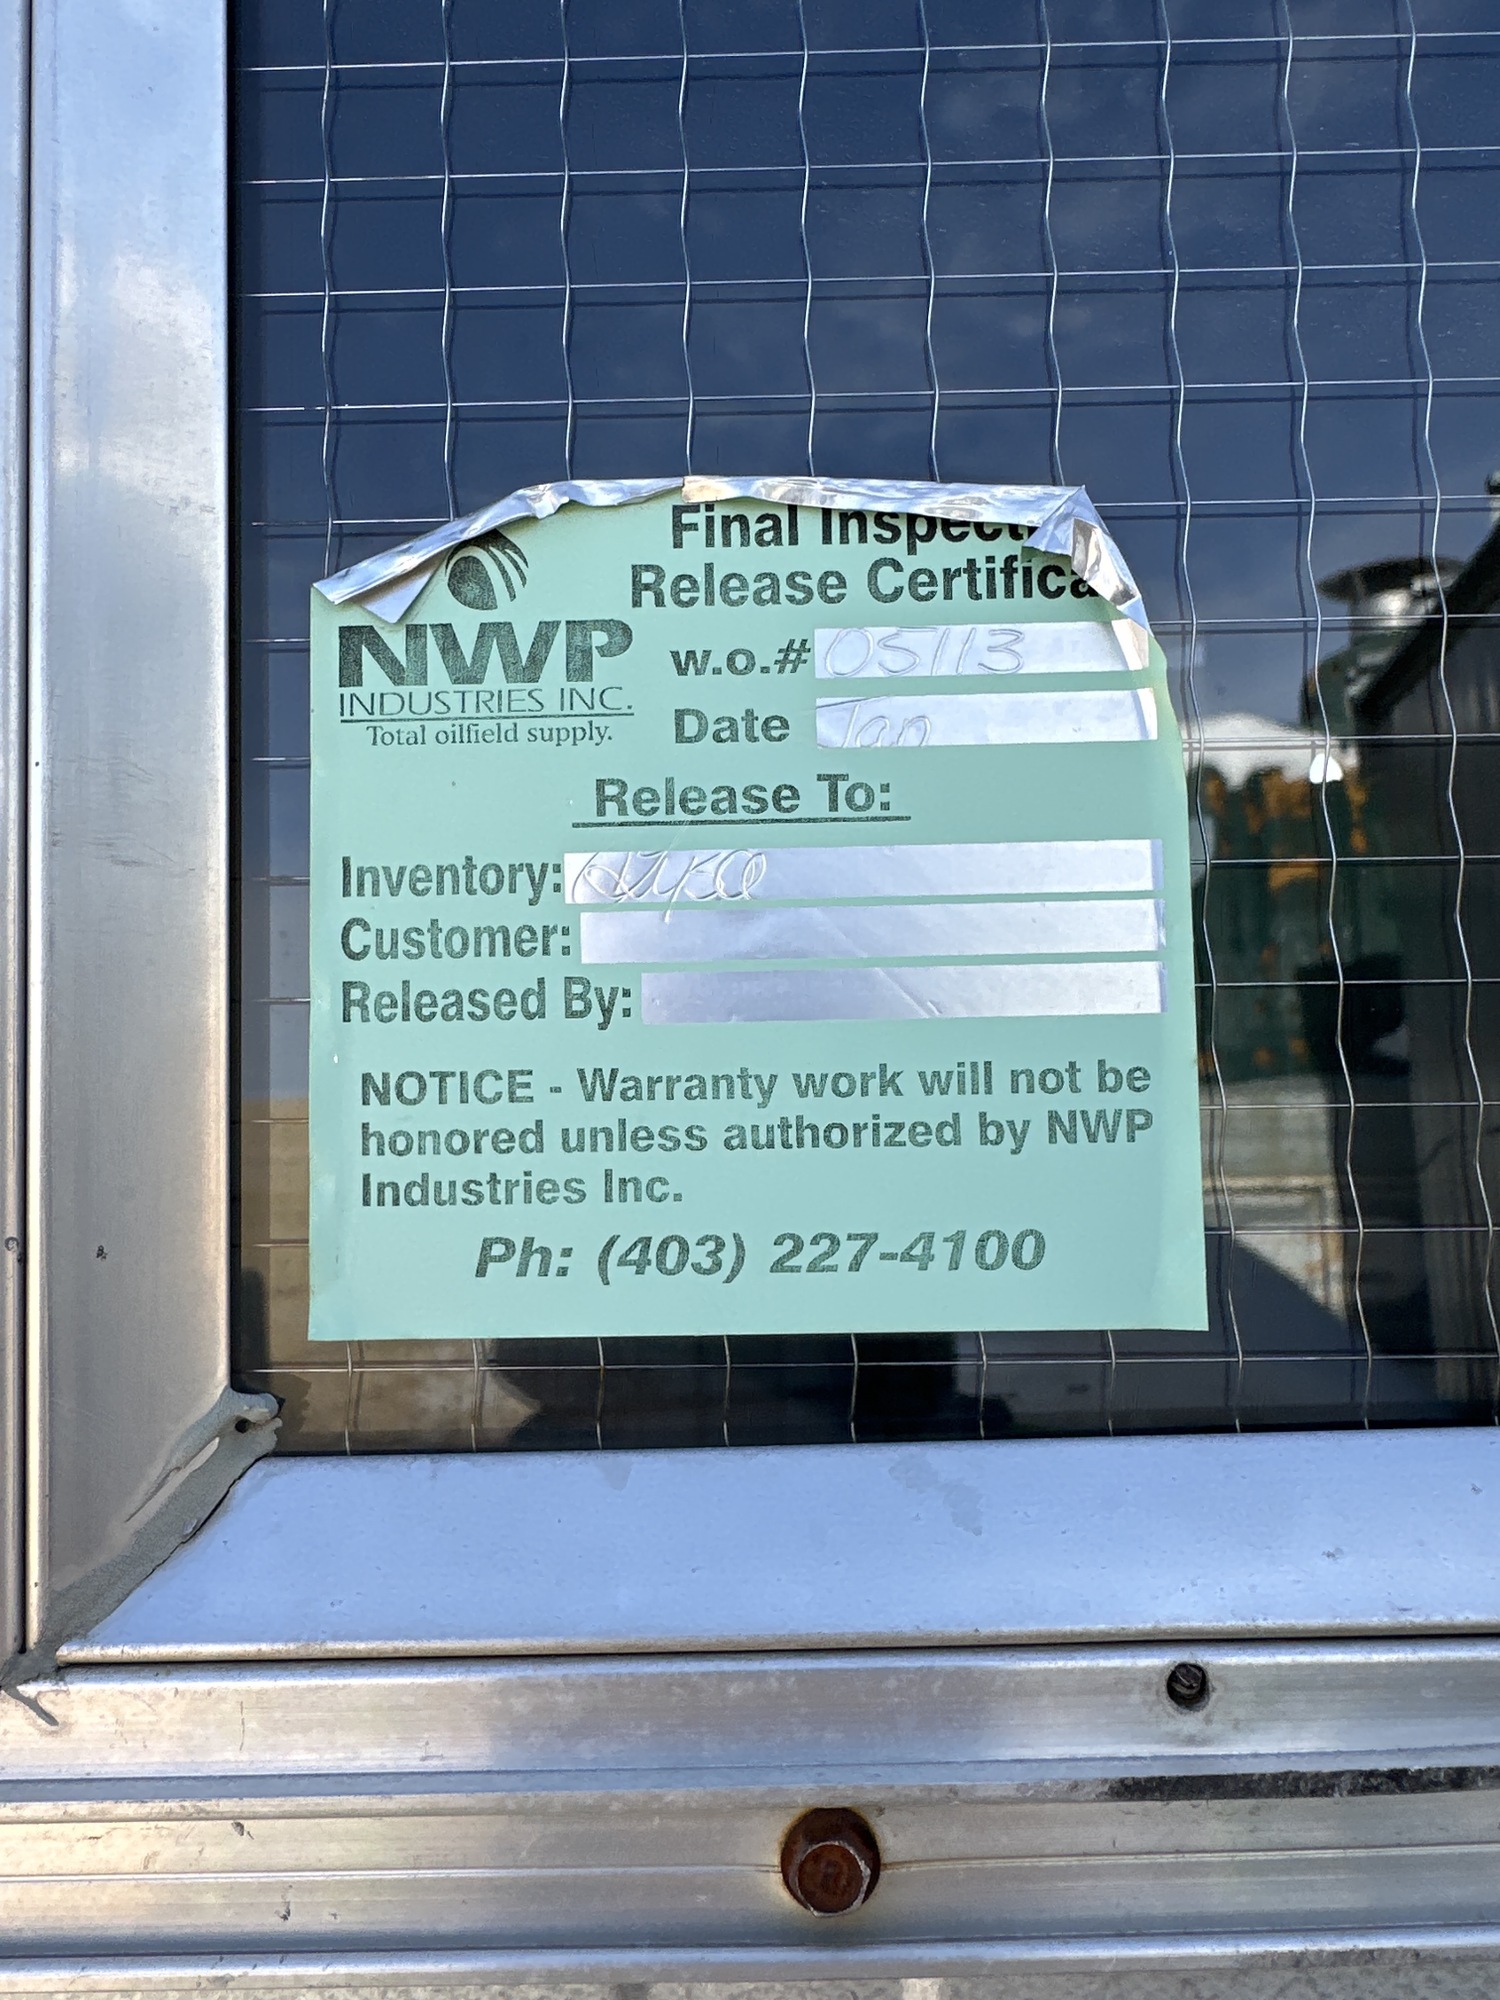 Final Inspect
Release Certifica
NWP
INDUSTRIES INC.
Total oilfield supply.
w.o.# 05113
Date Jan
Release To:
Inventory:
Customer:
Released By:
NOTICE - Warranty work will not be
honored unless authorized by NWP
Industries Inc.
Ph: (403) 227-4100